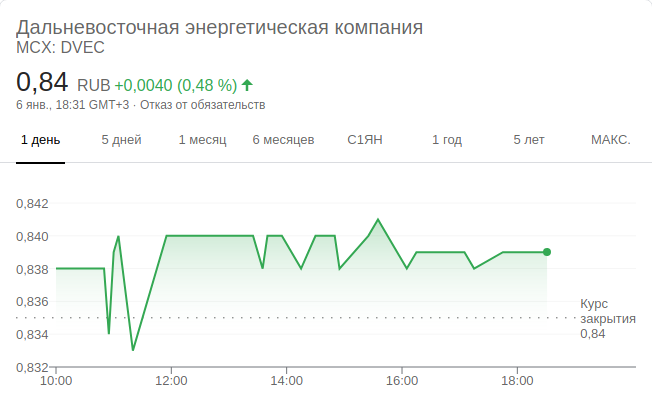 Дальневосточная энергетическая компания
MCX: DVEC
0,84 RUB +0,0040 (0,48 %)
6 янв., 18:31 GMT+3 · Отказ от обязательств
1 день 5 дней 1 месяц 6 месяцев С1ЯН 1 год 5 лет МАКС.
0,842
0,840
0,838
0,836
0,834
0,832
Курс
закрытия
0,84
10:00 12:00 14:00 16:00 18:00